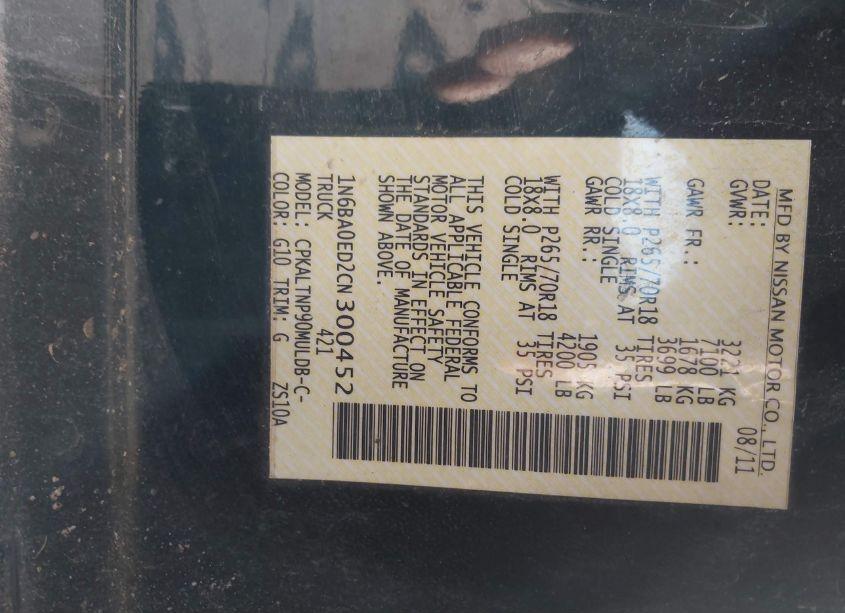 MFD BY NISSAN MOTOR CO., LTD.
DATE: 08/11
GVWR: 3221 KG
7100 LB
GAWR FR.: 1678 KG
3699 LB
WITH P265/70R18 TIRES
18X8.0 RIMS AT 35 PSI
COLD SINGLE
GAWR RR.: 1905 KG
4200 LB
WITH P265/70R18 TIRES
18X8.0 RIMS AT 35 PSI
COLD SINGLE
THIS VEHICLE CONFORMS TO
ALL APPLICABLE FEDERAL
MOTOR VEHICLE SAFETY
STANDARDS IN EFFECT ON
THE DATE OF MANUFACTURE
SHOWN ABOVE.
1N6BA0ED2CN300452
TRUCK 421
MODEL: CPKALTNP90MULDB-C-
COLOR: G10 TRIM: G ZS10A